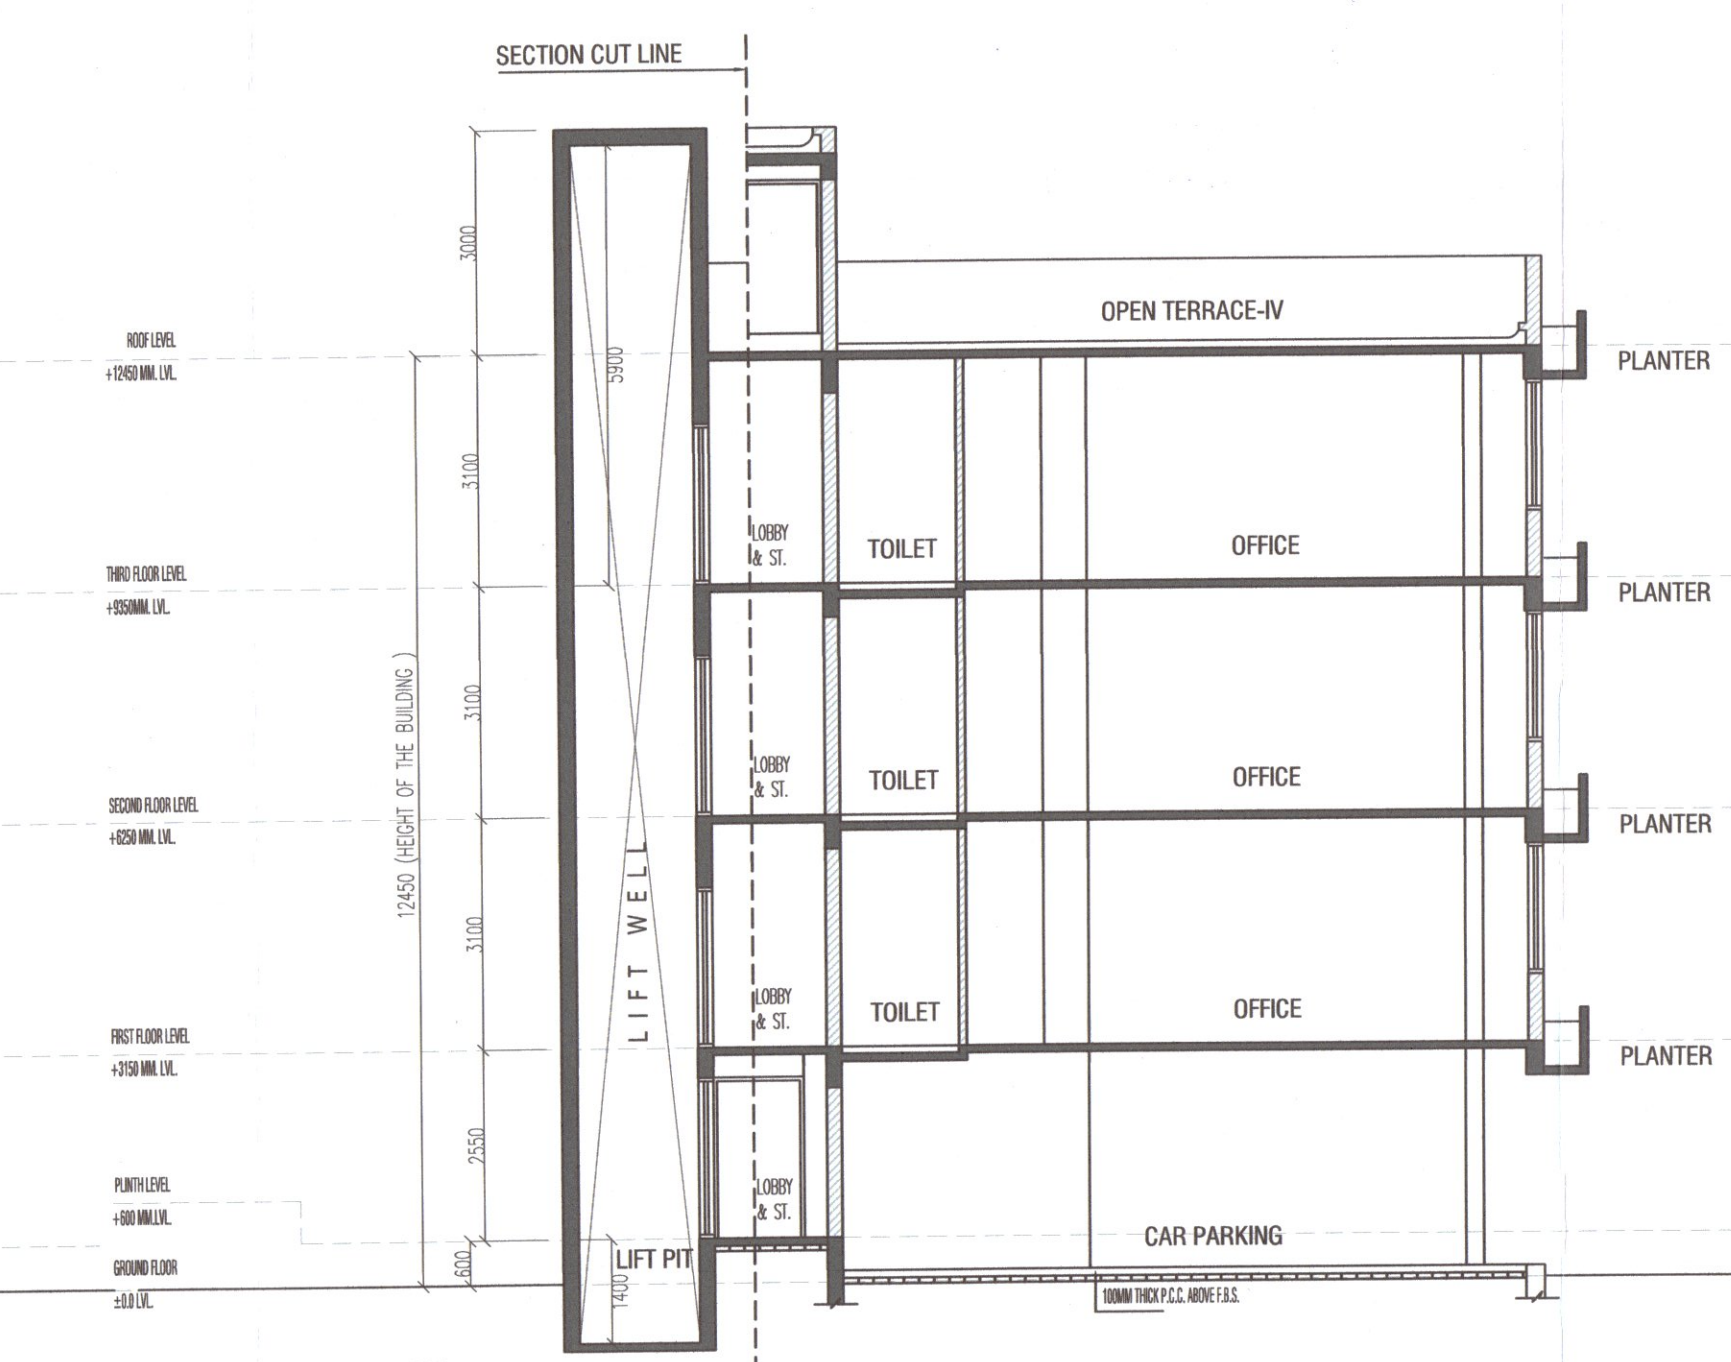 SECTION CUT LINE
3000
OPEN TERRACE-IV
ROOF LEVEL
+12450 MM. LVL.
5900
PLANTER
3100
LOBBY
& ST.
TOILET
OFFICE
THIRD FLOOR LEVEL
+9350MM. LVL.
PLANTER
12450 (HEIGHT OF THE BUILDING )
3100
LOBBY
& ST.
TOILET
OFFICE
SECOND FLOOR LEVEL
+6250 MM. LVL.
PLANTER
LIFT WELL
3100
LOBBY
& ST.
TOILET
OFFICE
FIRST FLOOR LEVEL
+3150 MM. LVL.
PLANTER
2550
LOBBY
& ST.
PLINTH LEVEL
+600 MM.LVL.
CAR PARKING
600
LIFT PIT
1400
GROUND FLOOR
±0.0 LVL.
100MM THICK P.C.C. ABOVE F.B.S.